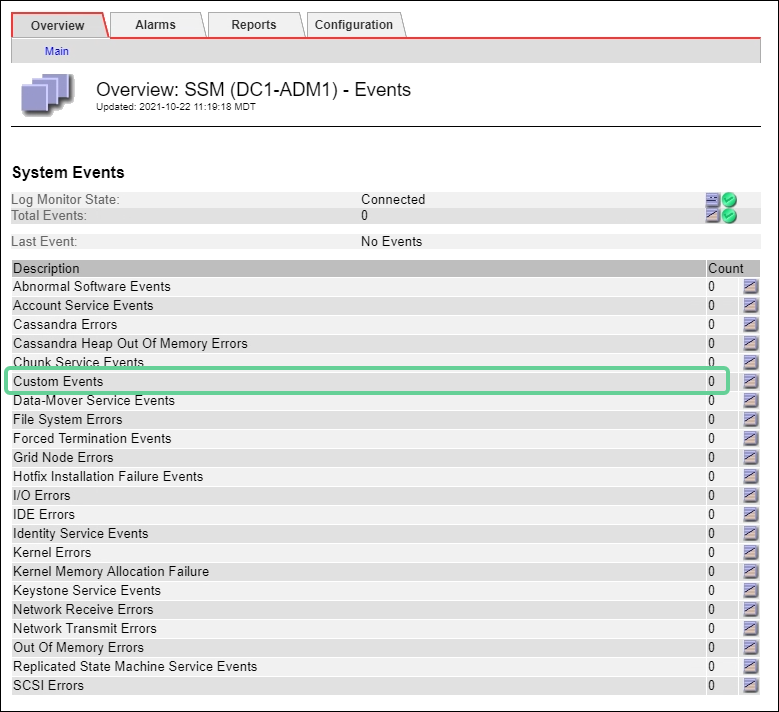 Overview Alarms Reports Configuration
Main
Overview: SSM (DC1-ADM1) - Events
Updated: 2021-10-22 11:19:18 MDT
System Events
Log Monitor State: Connected
Total Events: 0
Last Event: No Events
Description Count
Abnormal Software Events 0
Account Service Events 0
Cassandra Errors 0
Cassandra Heap Out Of Memory Errors 0
Chunk Service Events 0
Custom Events 0
Data-Mover Service Events 0
File System Errors 0
Forced Termination Events 0
Grid Node Errors 0
Hotfix Installation Failure Events 0
I/O Errors 0
IDE Errors 0
Identity Service Events 0
Kernel Errors 0
Kernel Memory Allocation Failure 0
Keystone Service Events 0
Network Receive Errors 0
Network Transmit Errors 0
Out Of Memory Errors 0
Replicated State Machine Service Events 0
SCSI Errors 0